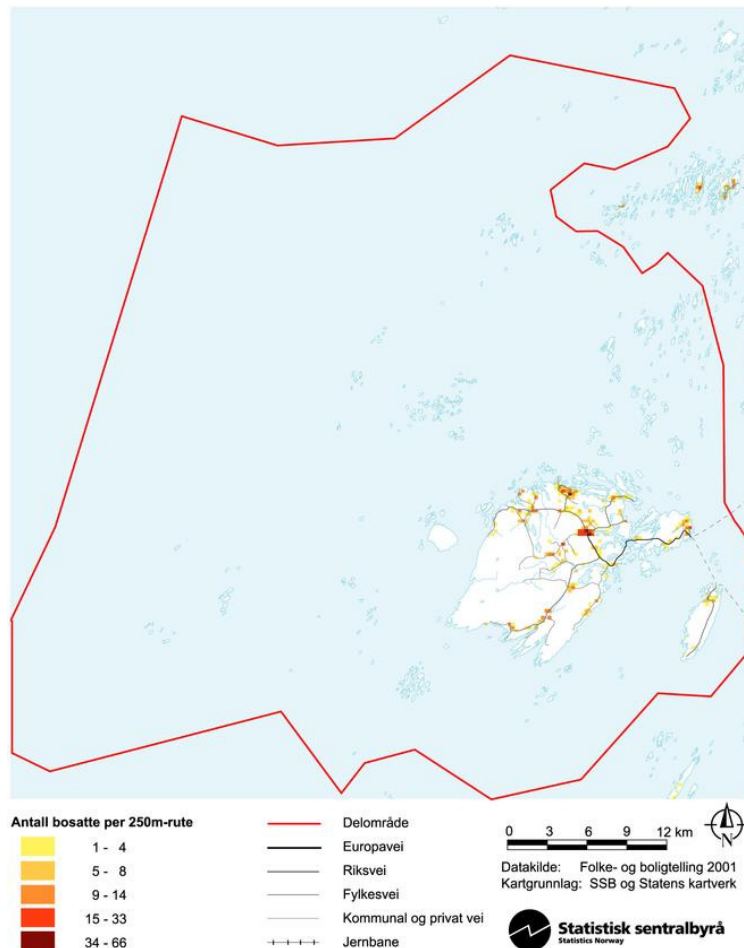 Antall bosatte per 250m-rute
1 - 4
5 - 8
9 - 14
15 - 33
34 - 66
Delområde
Europavei
Riksvei
Fylkesvei
Kommunal og privat vei
Jernbane
0 3 6 9 12 km
N
Datakilde: Folke- og boligtelling 2001
Kartgrunnlag: SSB og Statens kartverk
Statistisk sentralbyrå
Statistics Norway